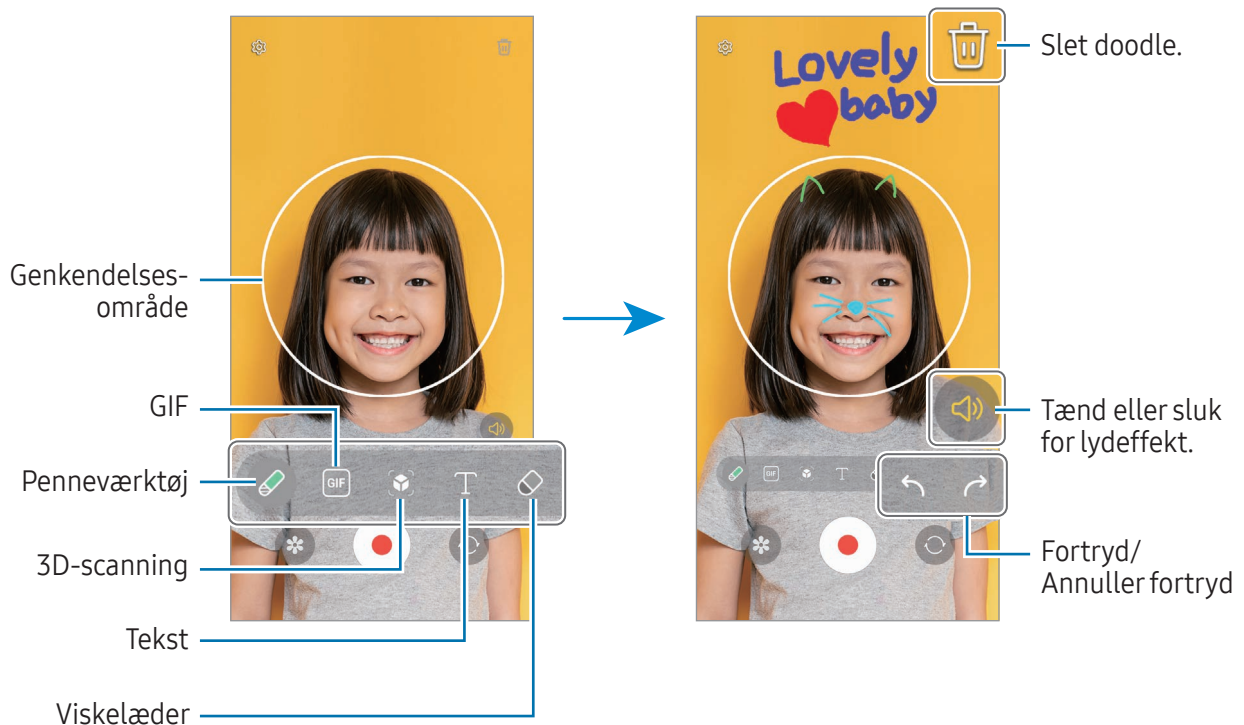 Genkendelses-
område
GIF
Penneværktøj
3D-scanning
Tekst
Viskelæder
GIF
T
Lovely
baby
Slet doodle.
Tænd eller sluk
for lydeffekt.
GIF
T
Fortryd/
Annuller fortryd